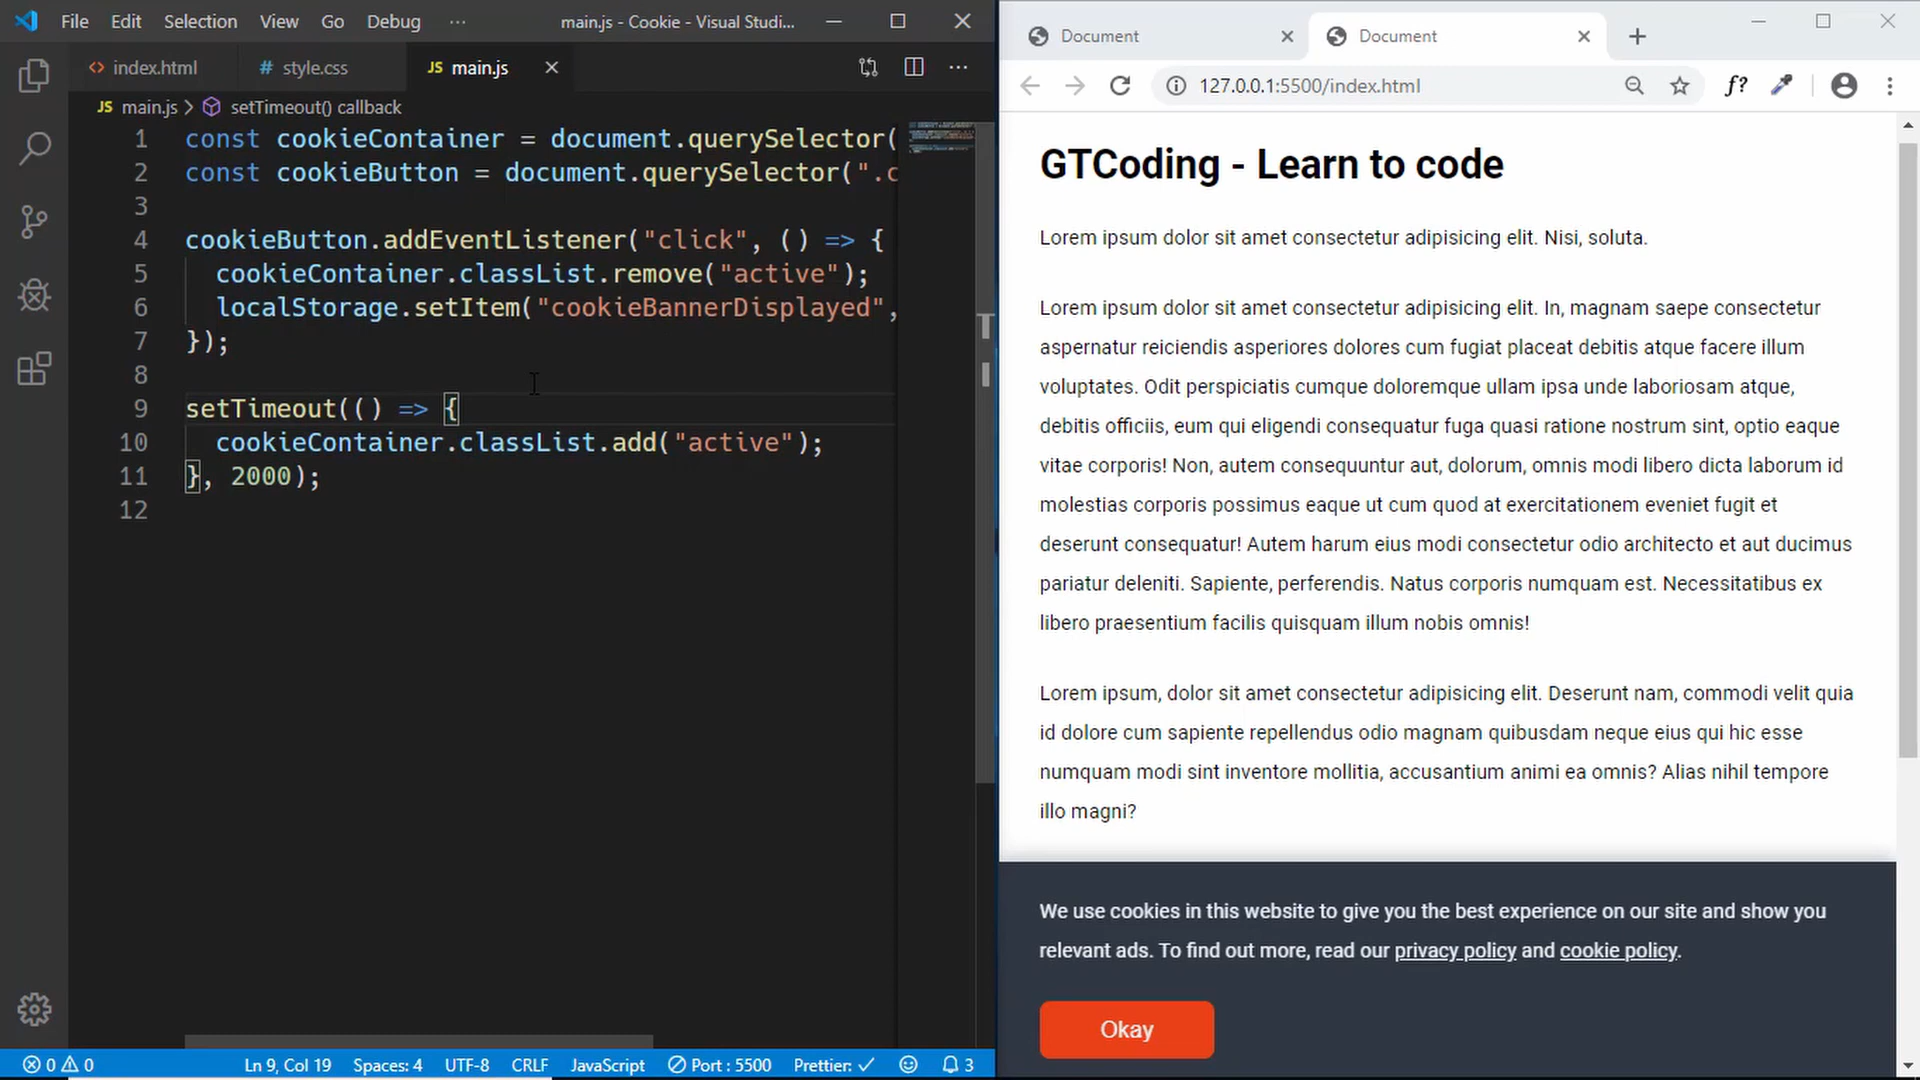 File Edit Selection View Go Debug ··· main.js - Cookie - Visual Studi...
index.html # style.css JS main.js
JS main.js > setTimeout() callback
1 const cookieContainer = document.querySelector(
2 const cookieButton = document.querySelector(".c
3
4 cookieButton.addEventListener("click", () => {
5 cookieContainer.classList.remove("active");
6 localStorage.setItem("cookieBannerDisplayed",
7 });
8
9 setTimeout(() => {
10 cookieContainer.classList.add("active");
11 }, 2000);
12
0 0 Ln 9, Col 19 Spaces: 4 UTF-8 CRLF JavaScript Port : 5500 Prettier: ✓ 3
Document Document
127.0.0.1:5500/index.html f?
GTCoding - Learn to code
Lorem ipsum dolor sit amet consectetur adipisicing elit. Nisi, soluta.
Lorem ipsum dolor sit amet consectetur adipisicing elit. In, magnam saepe consectetur
aspernatur reiciendis asperiores dolores cum fugiat placeat debitis atque facere illum
voluptates. Odit perspiciatis cumque doloremque ullam ipsa unde laboriosam atque,
debitis officiis, eum qui eligendi consequatur fuga quasi ratione nostrum sint, optio eaque
vitae corporis! Non, autem consequuntur aut, dolorum, omnis modi libero dicta laborum id
molestias corporis possimus eaque ut cum quod at exercitationem eveniet fugit et
deserunt consequatur! Autem harum eius modi consectetur odio architecto et aut ducimus
pariatur deleniti. Sapiente, perferendis. Natus corporis numquam est. Necessitatibus ex
libero praesentium facilis quisquam illum nobis omnis!
Lorem ipsum, dolor sit amet consectetur adipisicing elit. Deserunt nam, commodi velit quia
id dolore cum sapiente repellendus odio magnam quibusdam neque eius qui hic esse
numquam modi sint inventore mollitia, accusantium animi ea omnis? Alias nihil tempore
illo magni?
We use cookies in this website to give you the best experience on our site and show you
relevant ads. To find out more, read our privacy policy and cookie policy.
Okay